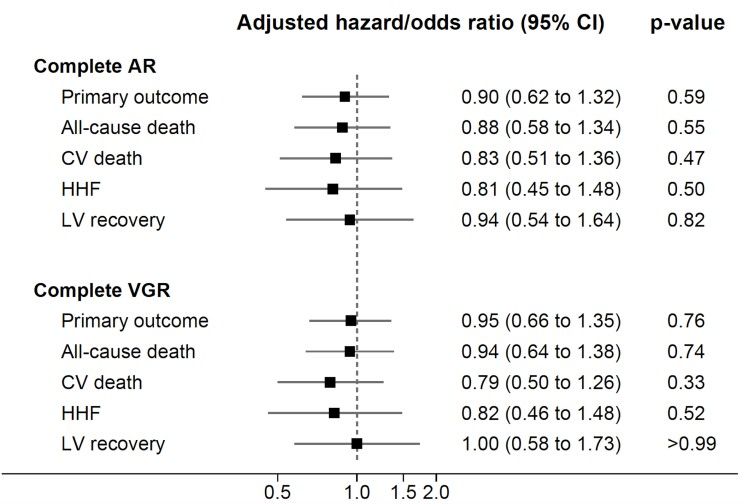 Adjusted hazard/odds ratio (95% CI) p-value
Complete AR
Primary outcome 0.90 (0.62 to 1.32) 0.59
All-cause death 0.88 (0.58 to 1.34) 0.55
CV death 0.83 (0.51 to 1.36) 0.47
HHF 0.81 (0.45 to 1.48) 0.50
LV recovery 0.94 (0.54 to 1.64) 0.82
Complete VGR
Primary outcome 0.95 (0.66 to 1.35) 0.76
All-cause death 0.94 (0.64 to 1.38) 0.74
CV death 0.79 (0.50 to 1.26) 0.33
HHF 0.82 (0.46 to 1.48) 0.52
LV recovery 1.00 (0.58 to 1.73) >0.99
0.5 1.0 1.5 2.0